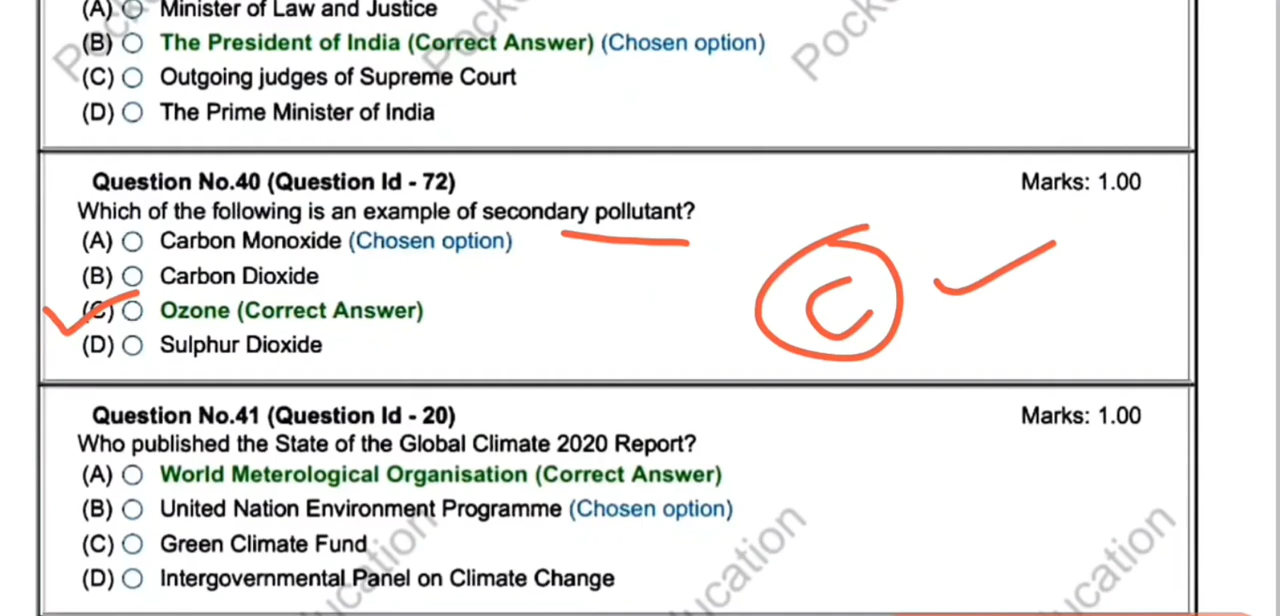 (A) Minister of Law and Justice
(B) The President of India (Correct Answer) (Chosen option)
(C) Outgoing judges of Supreme Court
(D) The Prime Minister of India
Question No.40 (Question Id - 72) Marks: 1.00
Which of the following is an example of secondary pollutant?
(A) Carbon Monoxide (Chosen option)
(B) Carbon Dioxide
(C) Ozone (Correct Answer)
(D) Sulphur Dioxide
C
Question No.41 (Question Id - 20) Marks: 1.00
Who published the State of the Global Climate 2020 Report?
(A) World Meterological Organisation (Correct Answer)
(B) United Nation Environment Programme (Chosen option)
(C) Green Climate Fund
(D) Intergovernmental Panel on Climate Change